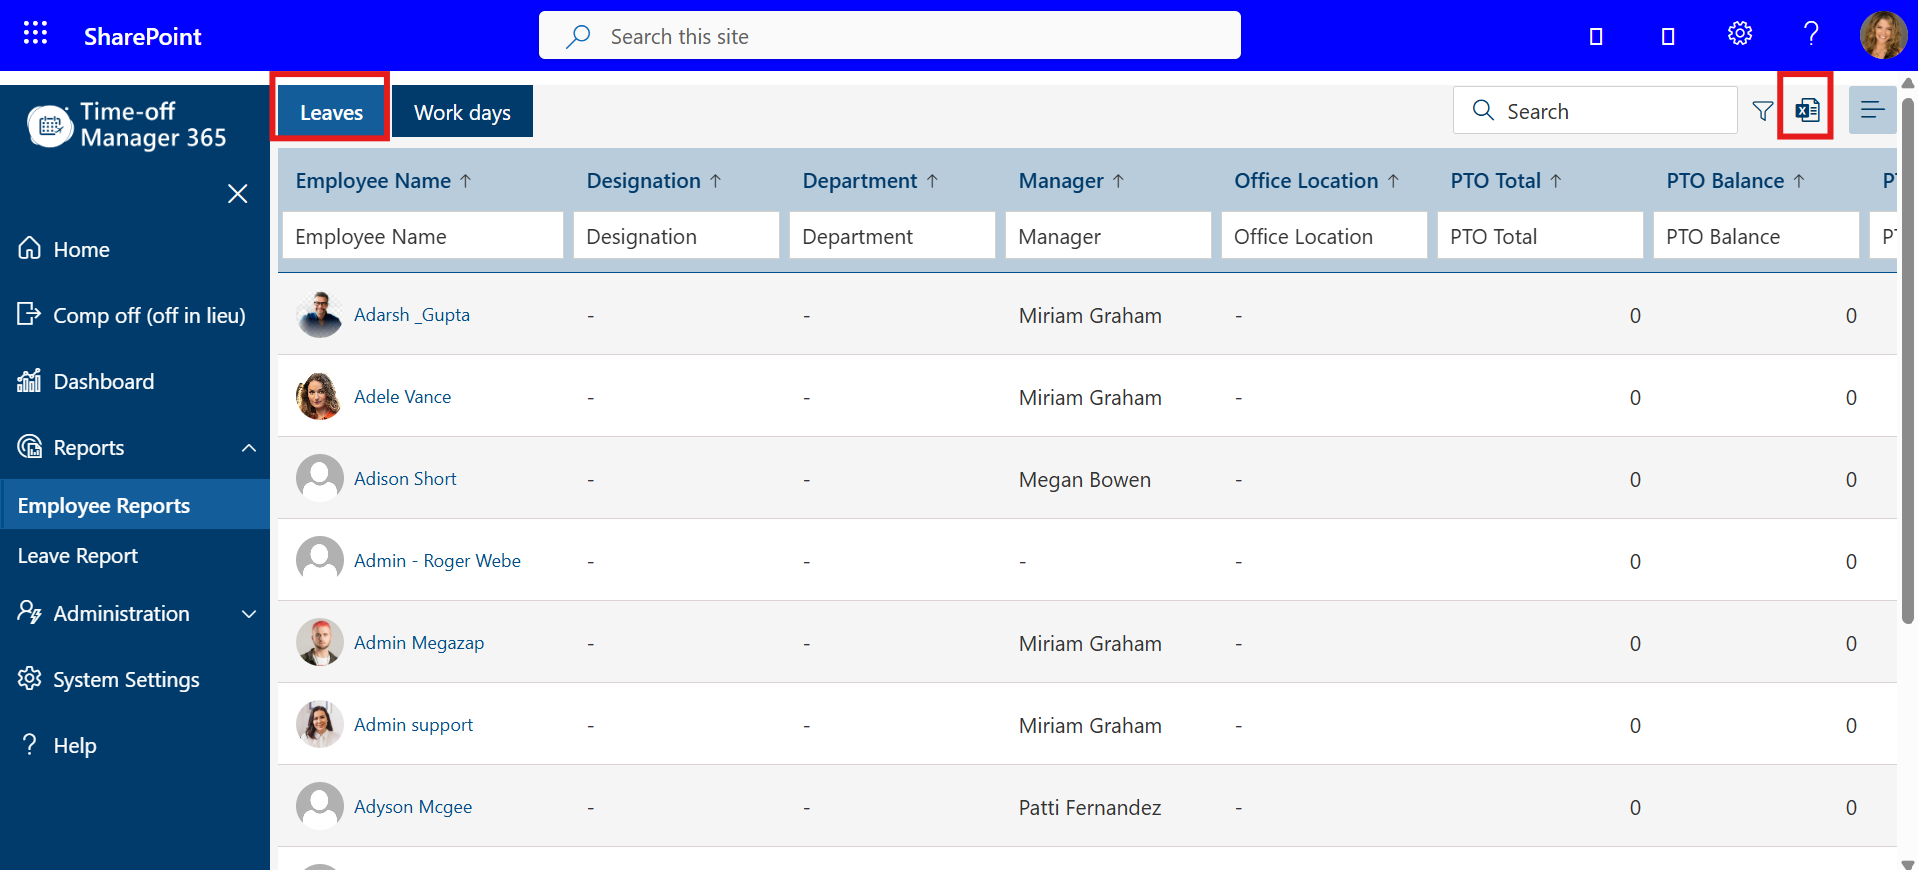 SharePoint
Search this site
Time-off
Manager 365
Home
Comp off (off in lieu)
Dashboard
Reports
Employee Reports
Leave Report
Administration
System Settings
Help
Leaves
Work days
Search
Employee Name Designation Department Manager Office Location PTO Total PTO Balance
Employee Name Designation Department Manager Office Location PTO Total PTO Balance
Adarsh _Gupta - - Miriam Graham - 0 0
Adele Vance - - Miriam Graham - 0 0
Adison Short - - Megan Bowen - 0 0
Admin - Roger Webe - - - - 0 0
Admin Megazap - - Miriam Graham - 0 0
Admin support - - Miriam Graham - 0 0
Adyson Mcgee - - Patti Fernandez - 0 0